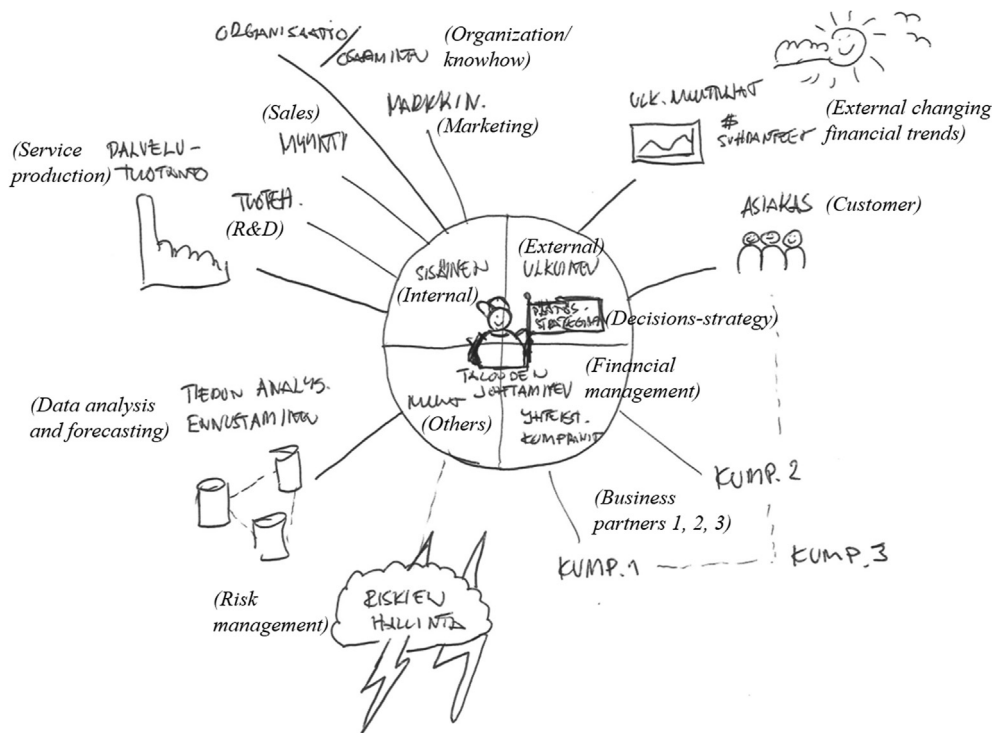 ORGANISAATIO/
OSAAMINEN
(Organization/
knowhow)
MARKKIN.
(Marketing)
(Sales)
MYYNTI
ULK. MUUTTUJAT
$
SUHDANTEET
(External changing
financial trends)
(Service
production)
PALVELU-
TUOTANTO
TUOTEH.
(R&D)
ASIAKAS (Customer)
SISÄINEN
(Internal)
(External)
ULKOINEN
PÄÄTÖS-
STRATEGIA
(Decisions-strategy)
TALOUDEN
JOHTAMINEN
(Financial
management)
MUUT
(Others)
YHTEIST.
KUMPPANIT
(Data analysis
and forecasting)
TIEDON ANALYS.
ENNUSTAMINEN
(Business
partners 1, 2, 3)
KUMP. 2
KUMP. 1
KUMP. 3
(Risk
management)
RISKIEN
HALLINTA